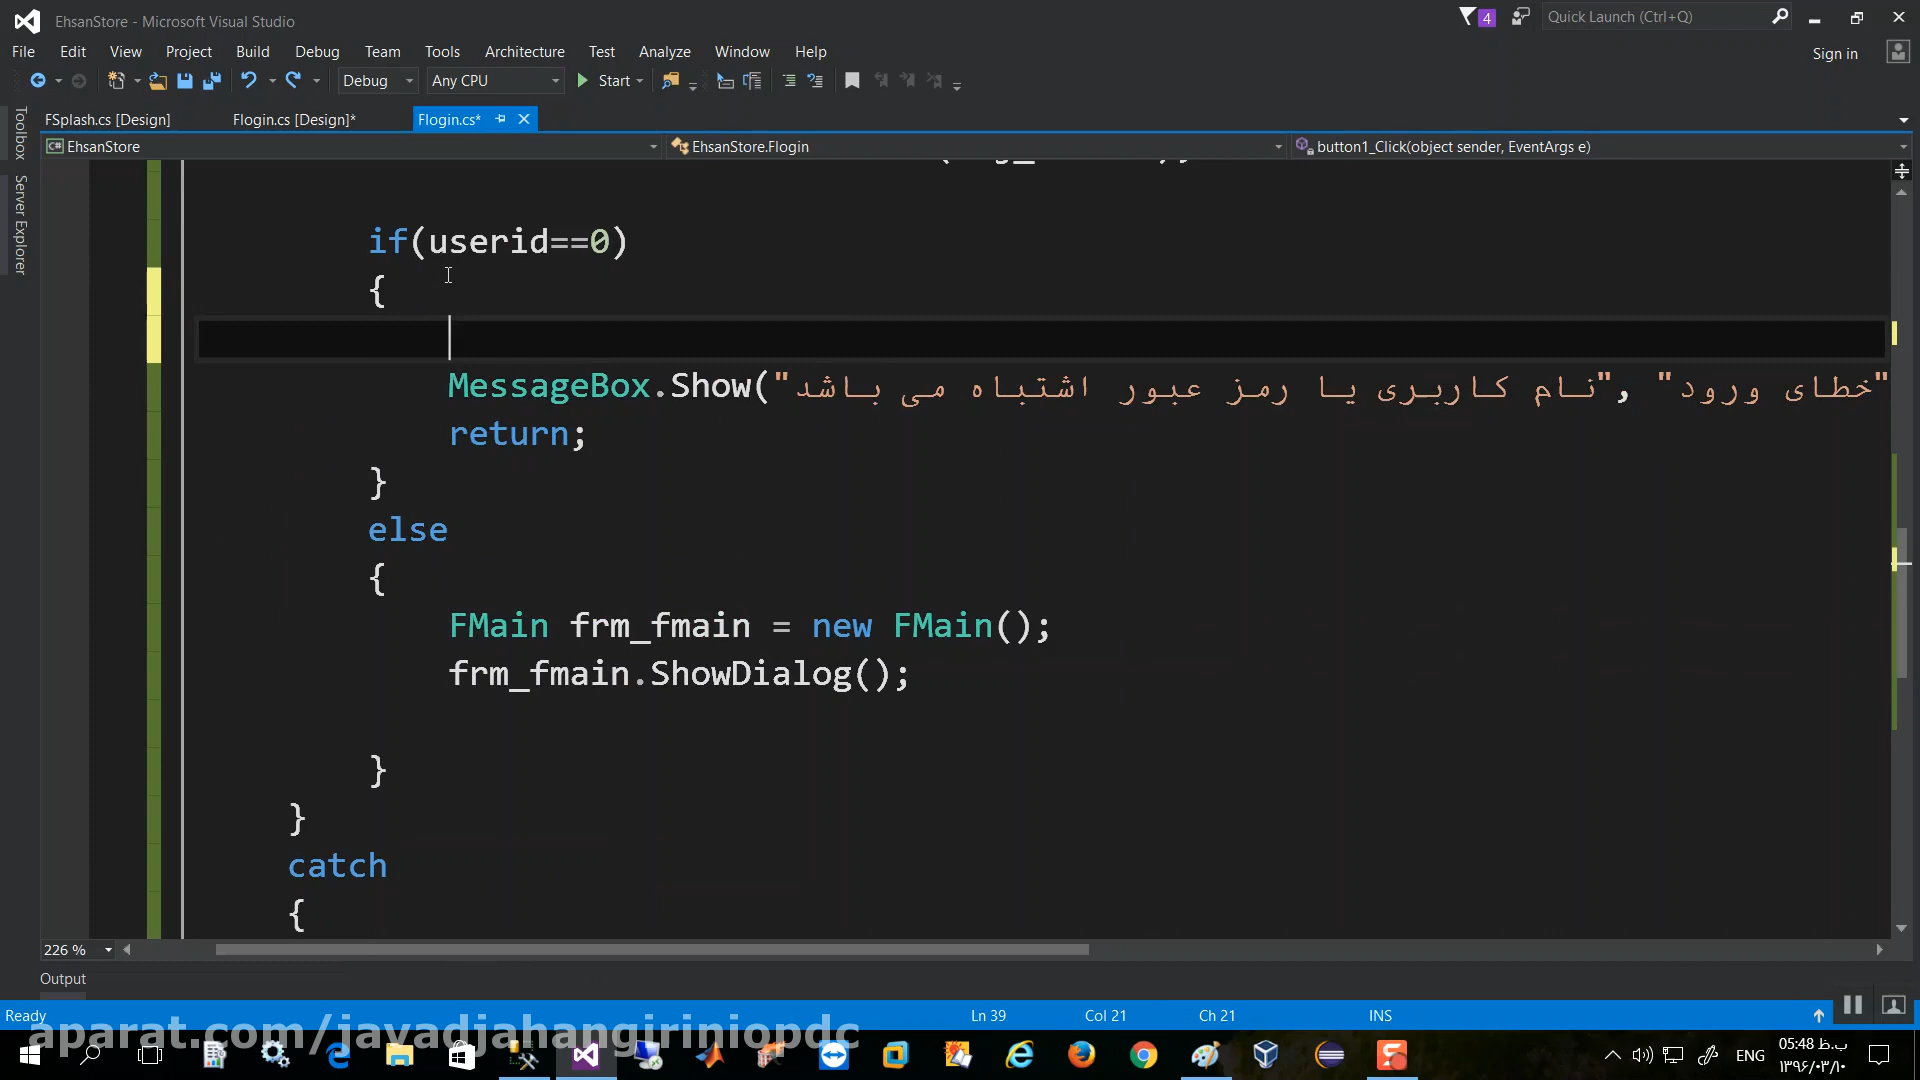 EhsanStore - Microsoft Visual Studio
4
Quick Launch (Ctrl+Q)
File Edit View Project Build Debug Team Tools Architecture Test Analyze Window Help
Sign in
Debug Any CPU Start
FSplash.cs [Design] Flogin.cs [Design]* Flogin.cs*
Toolbox
Server Explorer
EhsanStore EhsanStore.Flogin button1_Click(object sender, EventArgs e)
if(userid==0)
{
MessageBox.Show("نام کاربری یا رمز عبور اشتباه می باشد", "خطای ورود"
return;
}
else
{
FMain frm_fmain = new FMain();
frm_fmain.ShowDialog();
}
}
catch
{
226 %
Output
Ready Ln 39 Col 21 Ch 21 INS
aparat.com/javadjahangiriniopdc
ENG
05:48 ب.ظ
۱۳۹۶/۰۳/۱۰